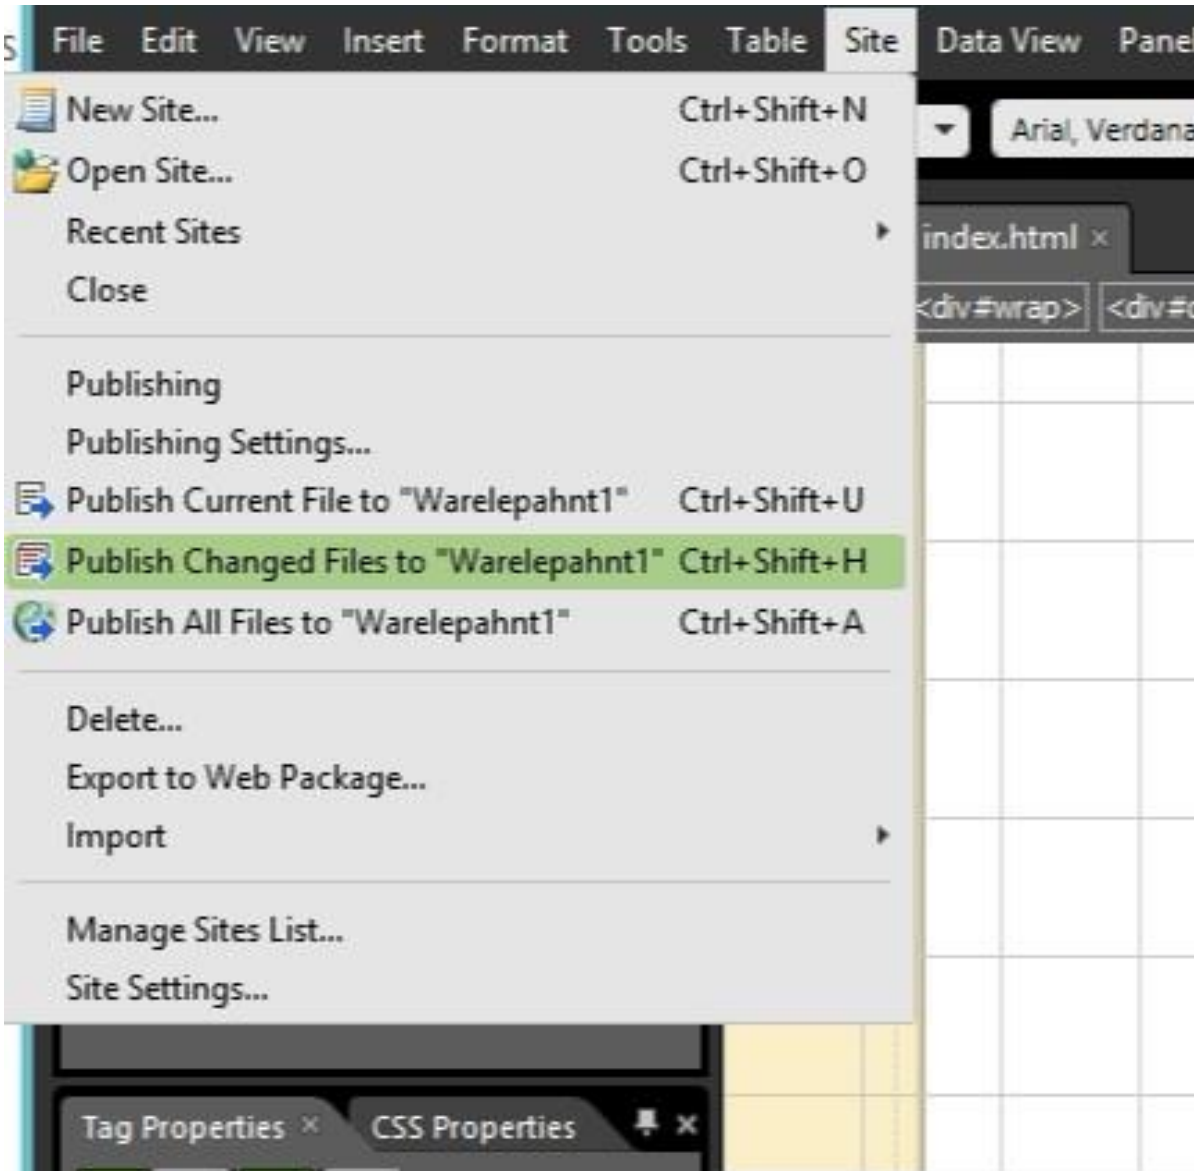 File Edit View Insert Format Tools Table Site Data View Panel
New Site... Ctrl+Shift+N
Open Site... Ctrl+Shift+O
Arial, Verdana
Recent Sites
index.html ×
Close
<div#wrap> <div#
Publishing
Publishing Settings...
Publish Current File to "Warelepahnt1" Ctrl+Shift+U
Publish Changed Files to "Warelepahnt1" Ctrl+Shift+H
Publish All Files to "Warelepahnt1" Ctrl+Shift+A
Delete...
Export to Web Package...
Import
Manage Sites List...
Site Settings...
Tag Properties × CSS Properties ×